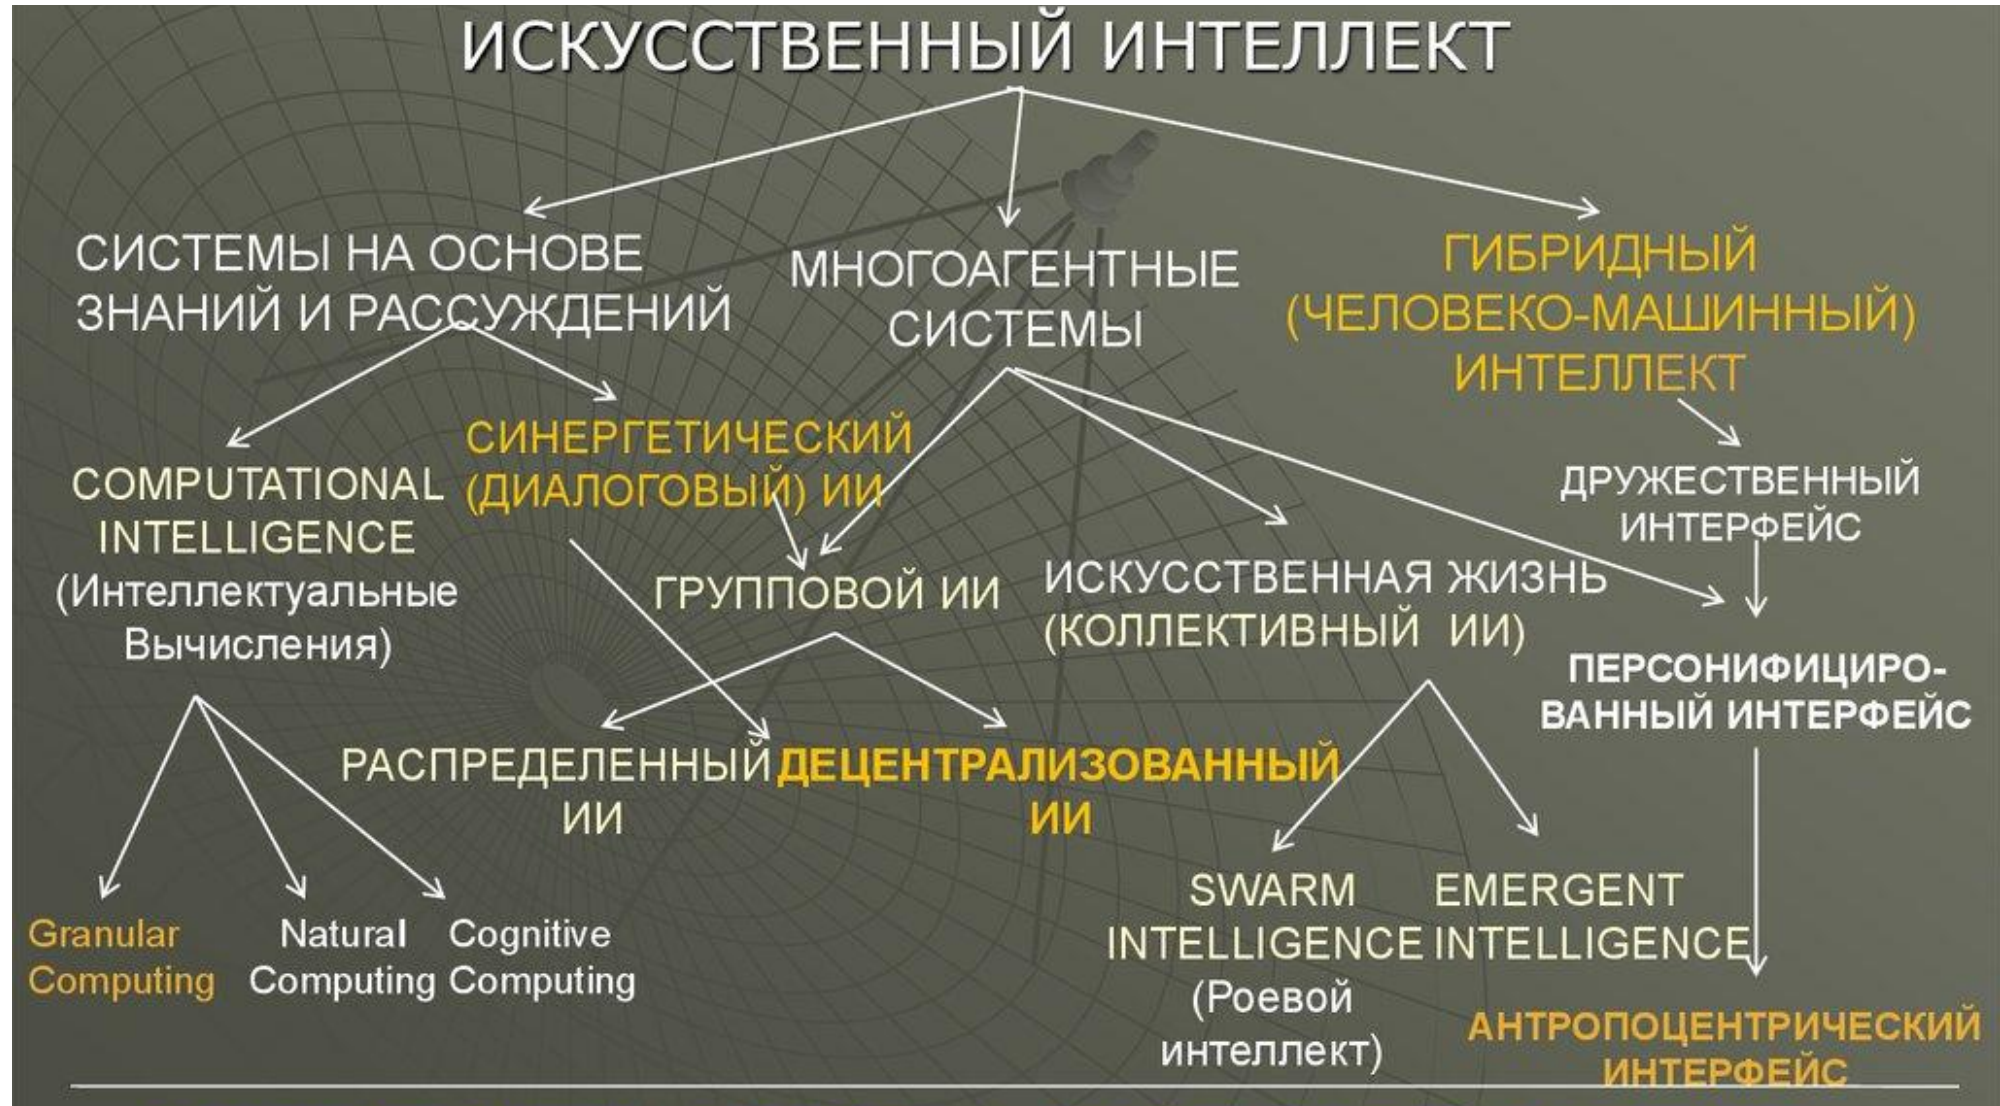 ИСКУССТВЕННЫЙ ИНТЕЛЛЕКТ
СИСТЕМЫ НА ОСНОВЕ
ЗНАНИЙ И РАССУЖДЕНИЙ
МНОГОАГЕНТНЫЕ
СИСТЕМЫ
ГИБРИДНЫЙ
(ЧЕЛОВЕКО-МАШИННЫЙ)
ИНТЕЛЛЕКТ
COMPUTATIONAL
INTELLIGENCE
(Интеллектуальные
Вычисления)
СИНЕРГЕТИЧЕСКИЙ
(ДИАЛОГОВЫЙ) ИИ
ДРУЖЕСТВЕННЫЙ
ИНТЕРФЕЙС
ГРУППОВОЙ ИИ
ИСКУССТВЕННАЯ ЖИЗНЬ
(КОЛЛЕКТИВНЫЙ ИИ)
ПЕРСОНИФИЦИРО-
ВАННЫЙ ИНТЕРФЕЙС
РАСПРЕДЕЛЕННЫЙ
ИИ
ДЕЦЕНТРАЛИЗОВАННЫЙ
ИИ
Granular
Computing
Natural
Computing
Cognitive
Computing
SWARM
INTELLIGENCE
(Роевой
интеллект)
EMERGENT
INTELLIGENCE
АНТРОПОЦЕНТРИЧЕСКИЙ
ИНТЕРФЕЙС